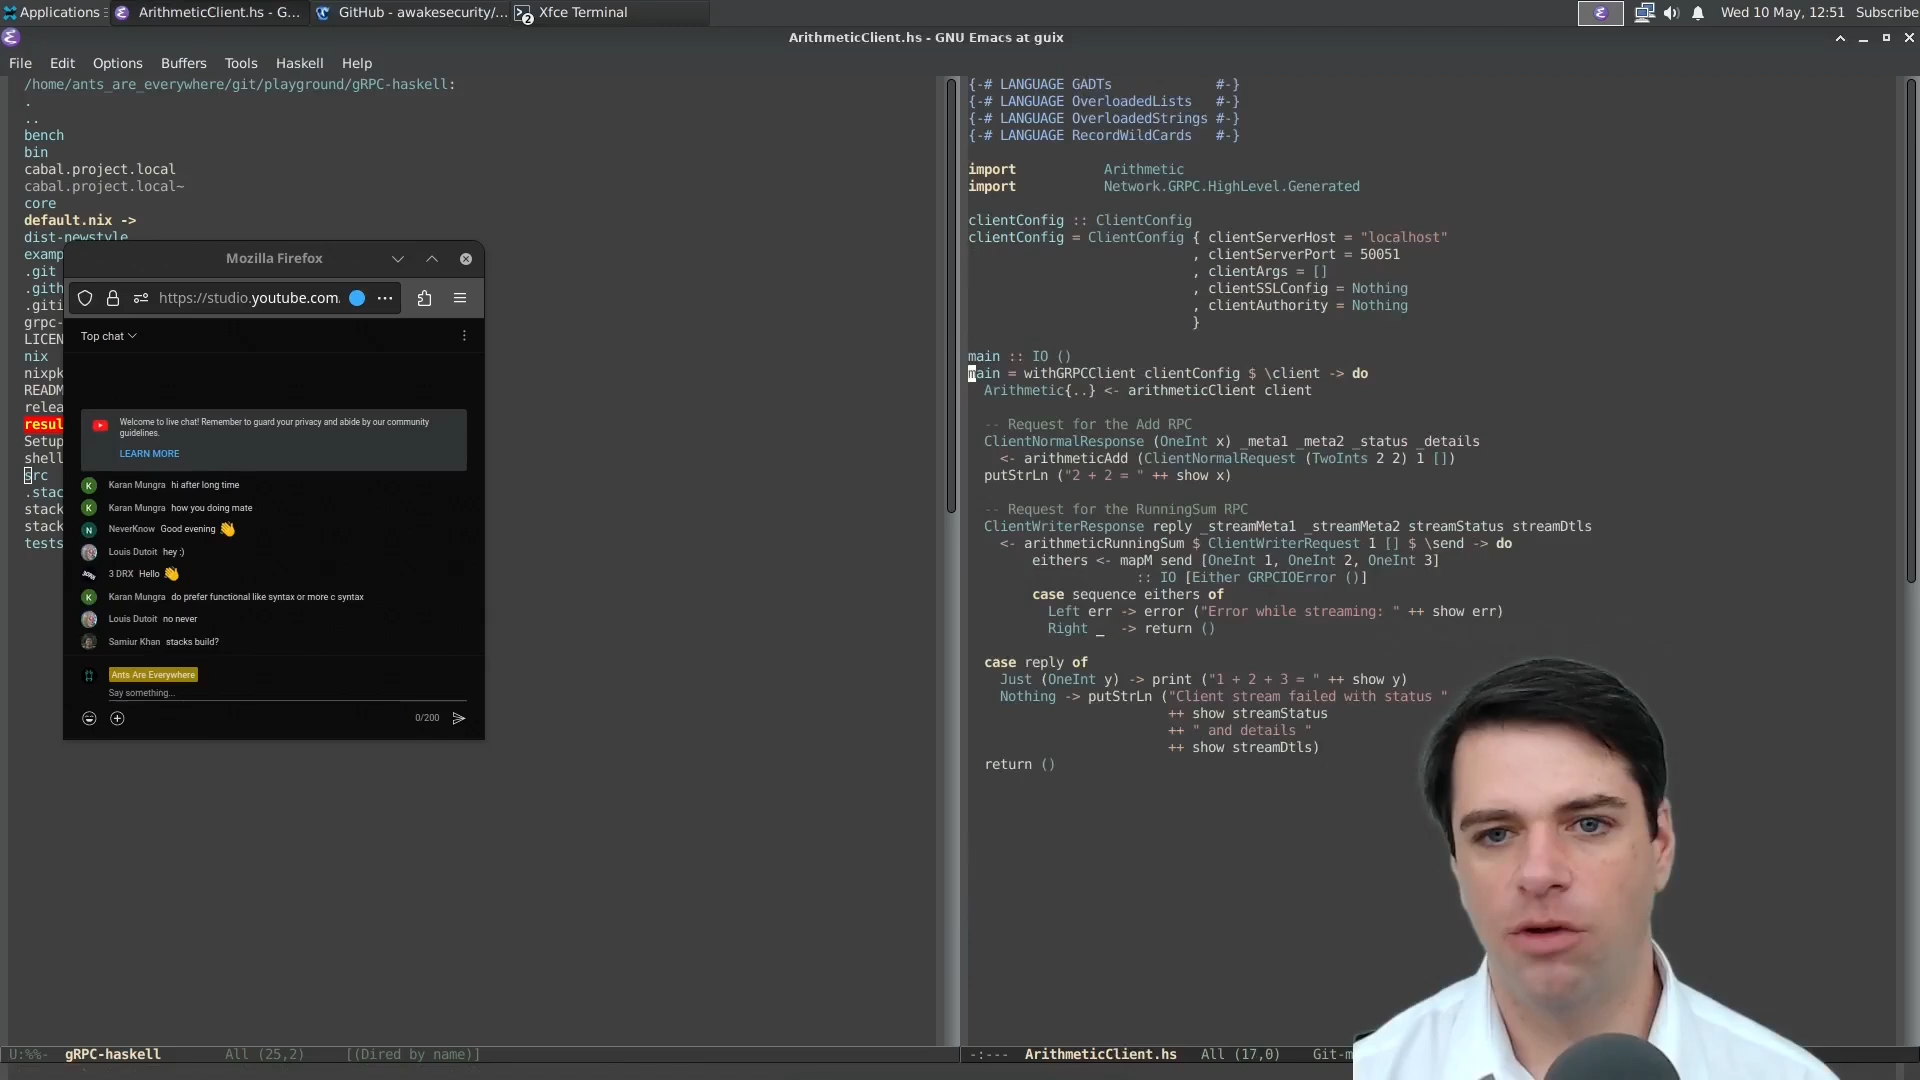 Applications
ArithmeticClient.hs - G...
GitHub - awakesecurity/...
2
Xfce Terminal
Wed 10 May, 12:51
Subscribe
ArithmeticClient.hs - GNU Emacs at guix
File Edit Options Buffers Tools Haskell Help
/home/ants_are_everywhere/git/playground/gRPC-haskell:
.
..
bench
bin
cabal.project.local
cabal.project.local~
core
default.nix ->
dist-newstyle
examp
.git
.gith
.giti
grpc-
LICEN
nix
nixpk
READM
relea
resul
Setup
shell
src
.stac
stack
stack
tests
Mozilla Firefox
https://studio.youtube.com.
Top chat
Welcome to live chat! Remember to guard your privacy and abide by our community
guidelines.
LEARN MORE
K Karan Mungra hi after long time
K Karan Mungra how you doing mate
N NeverKnow Good evening 👋
Louis Dutoit hey :)
3 DRX Hello 👋
K Karan Mungra do prefer functional like syntax or more c syntax
Louis Dutoit no never
Samiur Khan stacks build?
Ants Are Everywhere
Say something...
0/200
{-# LANGUAGE GADTs             #-}
{-# LANGUAGE OverloadedLists   #-}
{-# LANGUAGE OverloadedStrings #-}
{-# LANGUAGE RecordWildCards   #-}
import           Arithmetic
import           Network.GRPC.HighLevel.Generated
clientConfig :: ClientConfig
clientConfig = ClientConfig { clientServerHost = "localhost"
                            , clientServerPort = 50051
                            , clientArgs = []
                            , clientSSLConfig = Nothing
                            , clientAuthority = Nothing
                            }
main :: IO ()
main = withGRPCClient clientConfig $ \client -> do
  Arithmetic{..} <- arithmeticClient client
  -- Request for the Add RPC
  ClientNormalResponse (OneInt x) _meta1 _meta2 _status _details
    <- arithmeticAdd (ClientNormalRequest (TwoInts 2 2) 1 [])
  putStrLn ("2 + 2 = " ++ show x)
  -- Request for the RunningSum RPC
  ClientWriterResponse reply _streamMeta1 _streamMeta2 streamStatus streamDtls
    <- arithmeticRunningSum $ ClientWriterRequest 1 [] $ \send -> do
        eithers <- mapM send [OneInt 1, OneInt 2, OneInt 3]
                     :: IO [Either GRPCIOError ()]
        case sequence eithers of
          Left err -> error ("Error while streaming: " ++ show err)
          Right _  -> return ()
  case reply of
    Just (OneInt y) -> print ("1 + 2 + 3 = " ++ show y)
    Nothing -> putStrLn ("Client stream failed with status "
                         ++ show streamStatus
                         ++ " and details "
                         ++ show streamDtls)
  return ()
U:%%-  gRPC-haskell        All (25,2)     [(Dired by name)]
-:---  ArithmeticClient.hs   All (17,0)    Git-m